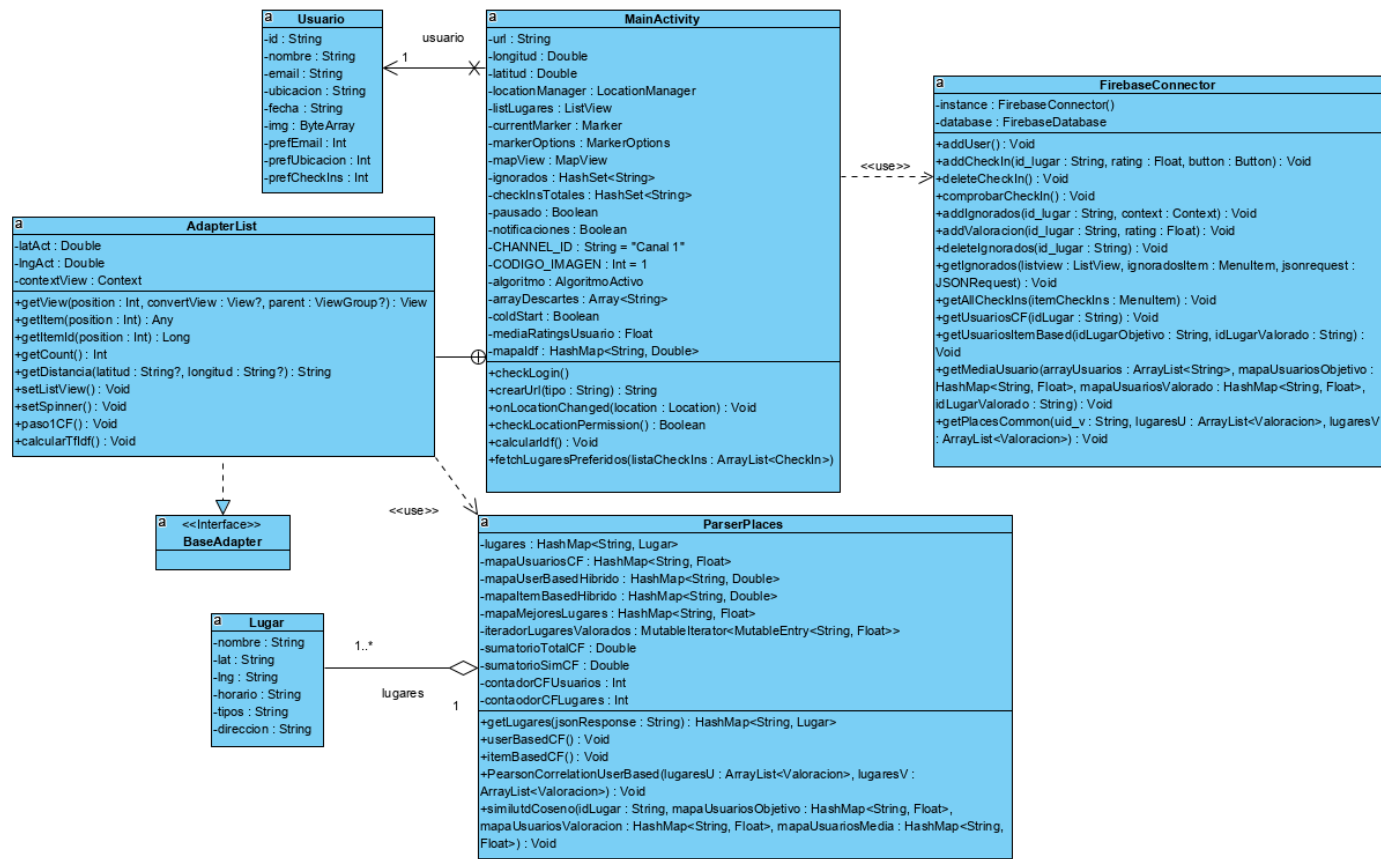 a
Usuario
-id : String
-nombre : String
-email : String
-ubicacion : String
-fecha : String
-img : ByteArray
-prefEmail : Int
-prefUbicacion : Int
-prefCheckIns : Int
usuario
1
a
MainActivity
-url : String
-longitud : Double
-latitud : Double
-locationManager : LocationManager
-listLugares : ListView
-currentMarker : Marker
-markerOptions : MarkerOptions
-mapView : MapView
-ignorados : HashSet<String>
-checkInsTotales : HashSet<String>
-pausado : Boolean
-notificaciones : Boolean
-CHANNEL_ID : String = "Canal 1"
-CODIGO_IMAGEN : Int = 1
-algoritmo : AlgoritmoActivo
-arrayDescartes : Array<String>
-coldStart : Boolean
-mediaRatingsUsuario : Float
-mapaIdf : HashMap<String, Double>
+checkLogin()
+crearUrl(tipo : String) : String
+onLocationChanged(location : Location) : Void
+checkLocationPermission() : Boolean
+calcularIdf() : Void
+fetchLugaresPreferidos(listaCheckIns : ArrayList<CheckIn>)
<<use>>
a
FirebaseConnector
-instance : FirebaseConnector()
-database : FirebaseDatabase
+addUser() : Void
+addCheckIn(id_lugar : String, rating : Float, button : Button) : Void
+deleteCheckIn() : Void
+comprobarCheckIn() : Void
+addIgnorados(id_lugar : String, context : Context) : Void
+addValoracion(id_lugar : String, rating : Float) : Void
+deleteIgnorados(id_lugar : String) : Void
+getIgnorados(listview : ListView, ignoradosItem : MenuItem, jsonrequest :
JSONRequest) : Void
+getAllCheckIns(itemCheckIns : MenuItem) : Void
+getUsuariosCF(idLugar : String) : Void
+getUsuariosItemBased(idLugarObjetivo : String, idLugarValorado : String) :
Void
+getMediaUsuario(arrayUsuarios : ArrayList<String>, mapaUsuariosObjetivo :
HashMap<String, Float>, mapaUsuariosValorado : HashMap<String, Float>,
idLugarValorado : String) : Void
+getPlacesCommon(uid_v : String, lugaresU : ArrayList<Valoracion>, lugaresV
: ArrayList<Valoracion>) : Void
a
AdapterList
-latAct : Double
-lngAct : Double
-contextView : Context
+getView(position : Int, convertView : View?, parent : ViewGroup?) : View
+getItem(position : Int) : Any
+getItemId(position : Int) : Long
+getCount() : Int
+getDistancia(latitud : String?, longitud : String?) : String
+setListView() : Void
+setSpinner() : Void
+paso1CF() : Void
+calcularTfIdf() : Void
<<use>>
a
<<Interface>>
BaseAdapter
a
Lugar
-nombre : String
-lat : String
-lng : String
-horario : String
-tipos : String
-direccion : String
1..*
lugares
1
a
ParserPlaces
-lugares : HashMap<String, Lugar>
-mapaUsuariosCF : HashMap<String, Float>
-mapaUserBasedHibrido : HashMap<String, Double>
-mapaItemBasedHibrido : HashMap<String, Double>
-mapaMejoresLugares : HashMap<String, Float>
-iteradorLugaresValorados : MutableIterator<MutableEntry<String, Float>>
-sumatorioTotalCF : Double
-sumatorioSimCF : Double
-contadorCFUsuarios : Int
-contaodorCFLugares : Int
+getLugares(jsonResponse : String) : HashMap<String, Lugar>
+userBasedCF() : Void
+itemBasedCF() : Void
+PearsonCorrelationUserBased(lugaresU : ArrayList<Valoracion>, lugaresV :
ArrayList<Valoracion>) : Void
+similutdCoseno(idLugar : String, mapaUsuariosObjetivo : HashMap<String, Float>,
mapaUsuariosValoracion : HashMap<String, Float>, mapaUsuariosMedia : HashMap<String,
Float>) : Void